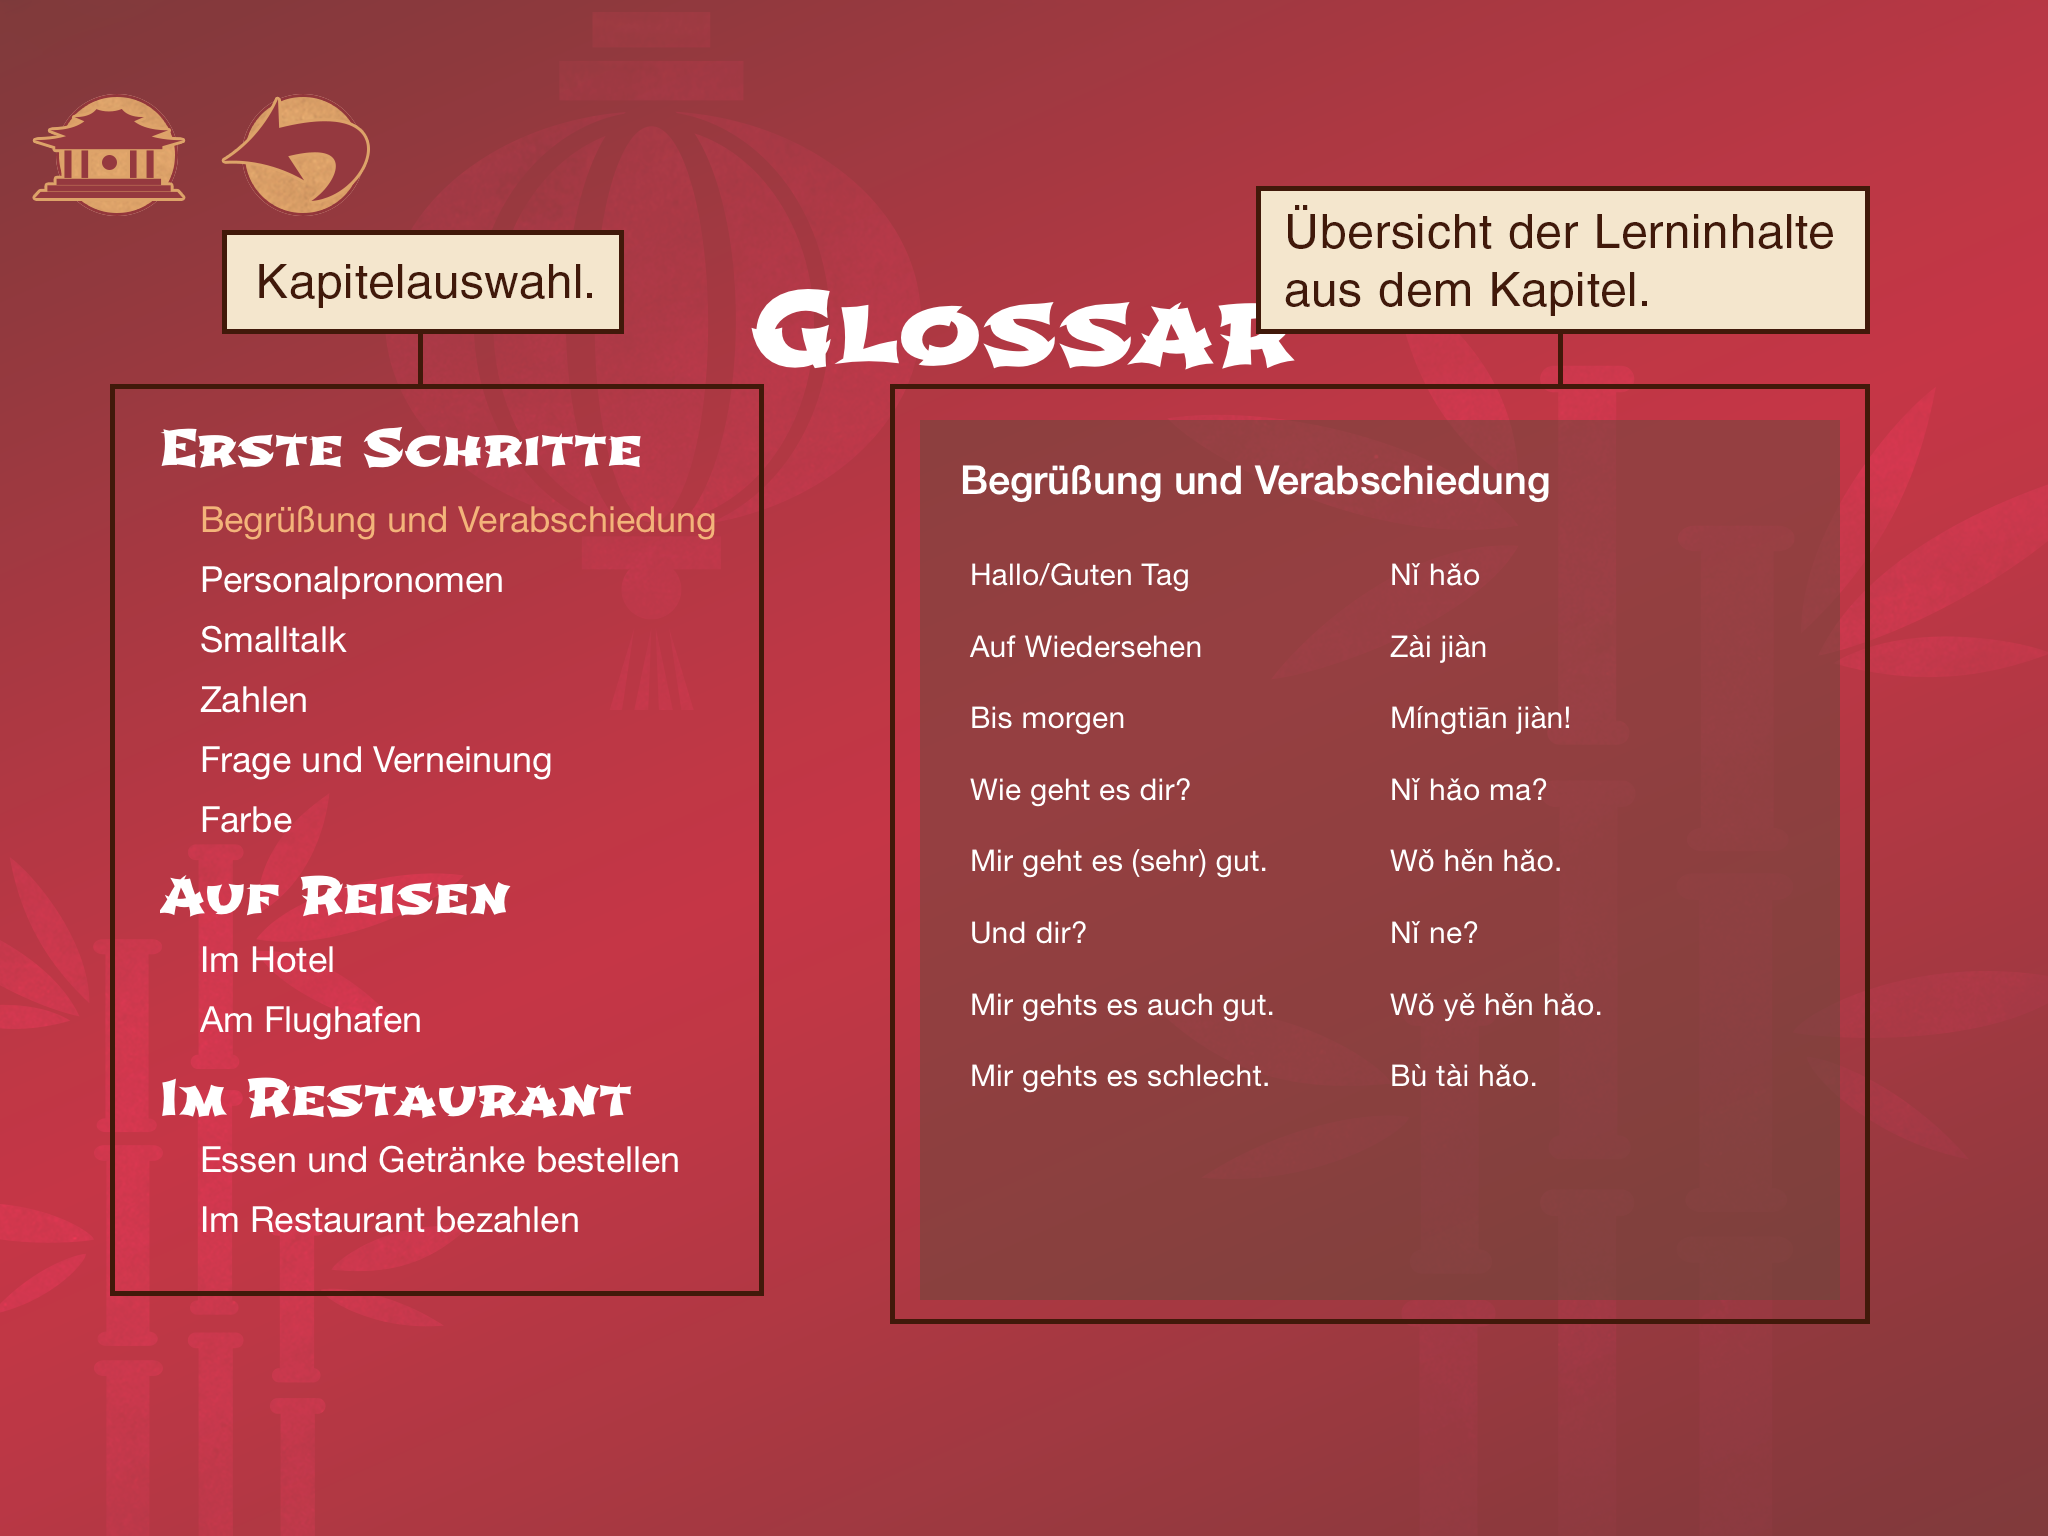 Kapitelauswahl.
Übersicht der Lerninhalte
aus dem Kapitel.
Glossar
Erste Schritte
Begrüßung und Verabschiedung
Personalpronomen
Smalltalk
Zahlen
Frage und Verneinung
Farbe
Auf Reisen
Im Hotel
Am Flughafen
Im Restaurant
Essen und Getränke bestellen
Im Restaurant bezahlen
Begrüßung und Verabschiedung
Hallo/Guten Tag Nǐ hǎo
Auf Wiedersehen Zài jiàn
Bis morgen Míngtiān jiàn!
Wie geht es dir? Nǐ hǎo ma?
Mir geht es (sehr) gut. Wǒ hěn hǎo.
Und dir? Nǐ ne?
Mir gehts es auch gut. Wǒ yě hěn hǎo.
Mir gehts es schlecht. Bù tài hǎo.